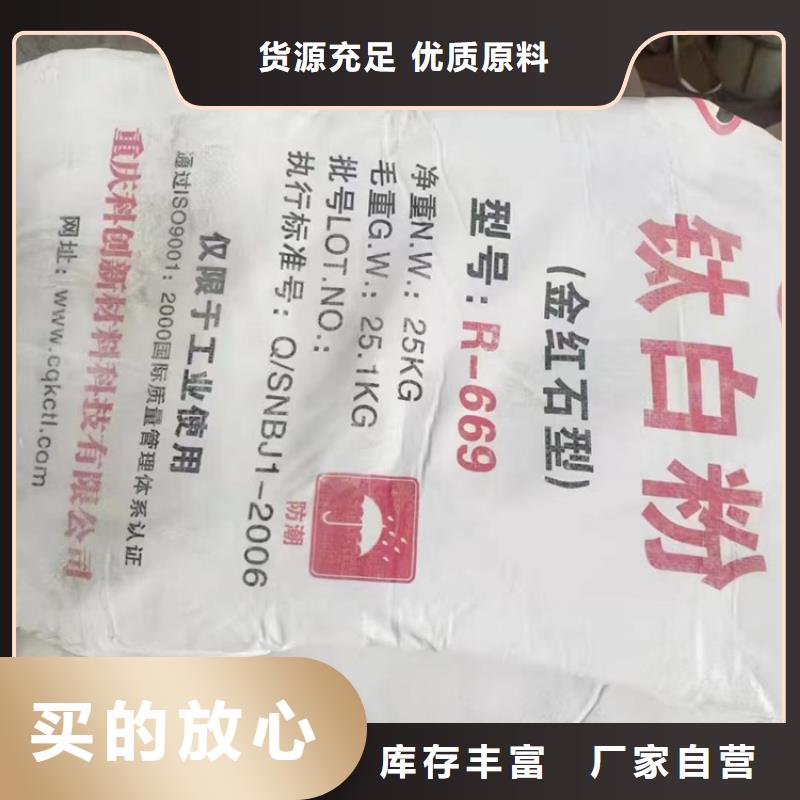 货源充足 优质原料
钛白粉
(金红石型)
型号：R-669
净重N.W.：25KG
毛重G.W.：25.1KG
批号LOT.NO.：
执行标准号：Q/SNBJ1-2006
防潮
仅限于工业使用
通过ISO9001：2000国际质量管理体系认证
重庆科创新材料科技有限公司
网址：www.cqkctl.com
买的放心
库存丰富 厂家自营